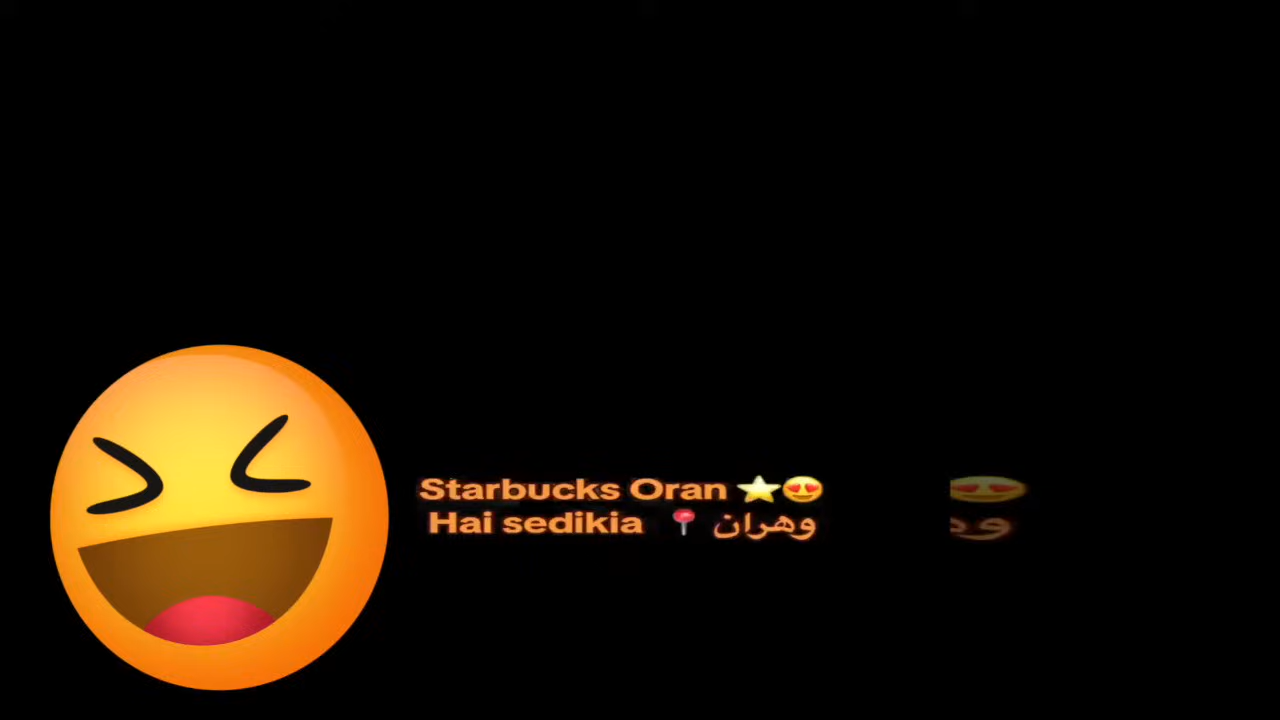 Starbucks Oran ⭐😍
Hai sedikia 📍 وهران